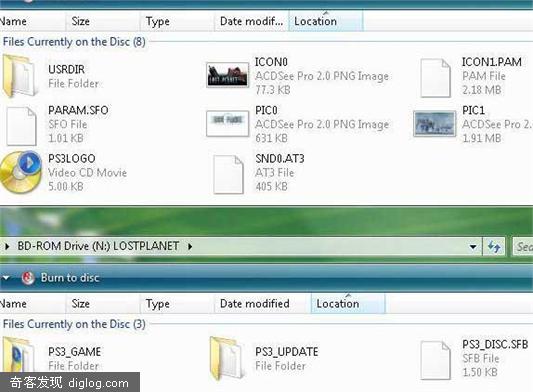 Name Size Type Date modif... Location
Files Currently on the Disc (8)
USRDIR
File Folder
ICON0
ACDSee Pro 2.0 PNG Image
77.3 KB
ICON1.PAM
PAM File
2.18 MB
PARAM.SFO
SFO File
1.01 KB
PIC0
ACDSee Pro 2.0 PNG Image
631 KB
PIC1
ACDSee Pro 2.
1.91 MB
PS3LOGO
Video CD Movie
5.00 KB
SND0.AT3
AT3 File
405 KB
BD-ROM Drive (N:) LOSTPLANET
Sea
Burn to disc
Name Size Type Date modified Location
Files Currently on the Disc (3)
PS3_GAME
File Folder
PS3_UPDATE
File Folder
PS3_DISC.SFB
SFB File
1.50 KB
奇客发现 diglog.com